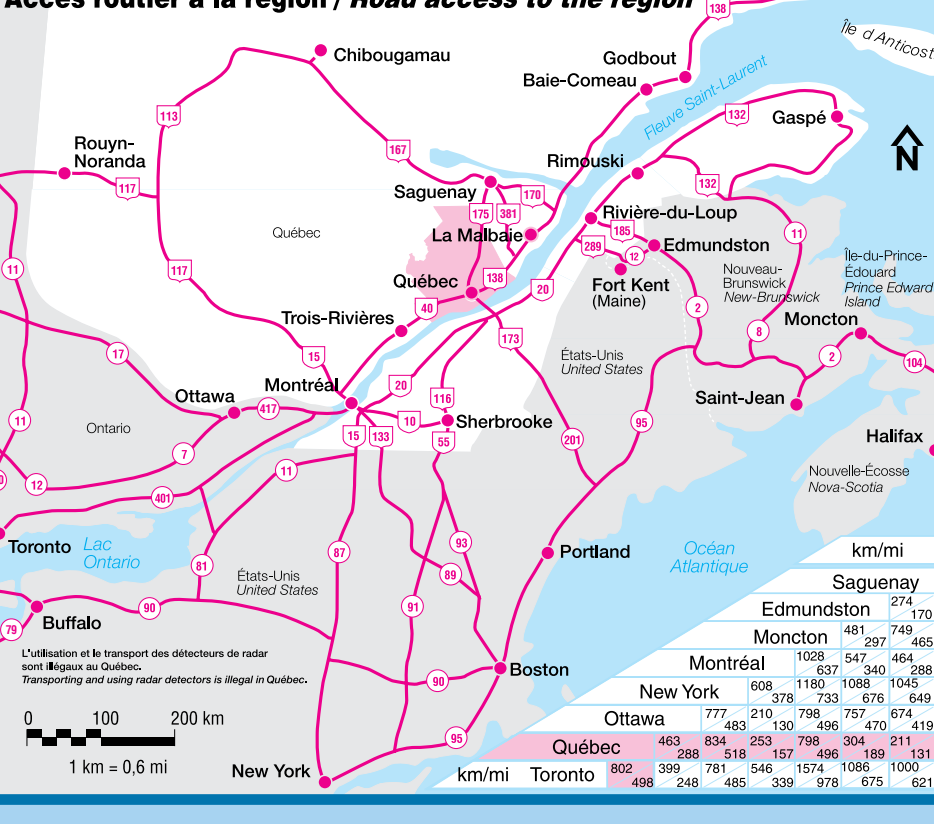 Accès routier à la région / Road access to the region
138
Île d'Anticost
Chibougamau
Godbout
Baie-Comeau
Fleuve Saint-Laurent
113
132
Gaspé
Rouyn-
Noranda
167
Rimouski
N
117
Saguenay
170
132
175
381
Rivière-du-Loup
185
Québec
La Malbaie
289
12
Edmundston
11
11
117
138
Nouveau-
Brunswick
New-Brunswick
Île-du-Prince-
Édouard
Prince Edward
Island
Québec
20
Fort Kent
(Maine)
40
2
Trois-Rivières
173
8
Moncton
17
15
États-Unis
United States
2
104
Montréal
20
Ottawa
417
116
Saint-Jean
11
10
Sherbrooke
95
Ontario
15
133
55
201
Halifax
7
11
12
Nouvelle-Écosse
Nova-Scotia
401
Toronto
Lac
Ontario
87
93
Portland
Océan
Atlantique
81
États-Unis
United States
89
90
91
Buffalo
79
L'utilisation et le transport des détecteurs de radar
sont illégaux au Québec.
Transporting and using radar detectors is illegal in Québec.
Boston
90
0 100 200 km
1 km = 0,6 mi
95
New York
km/mi
Saguenay
Edmundston 274 170
Moncton 481 297 749 465
Montréal 1028 637 547 340 464 288
New York 608 378 1180 733 1088 676 1045 649
Ottawa 777 483 210 130 798 496 757 470 674 419
Québec 463 288 834 518 253 157 798 496 304 189 211 131
km/mi Toronto 802 498 399 248 781 485 546 339 1574 978 1086 675 1000 621